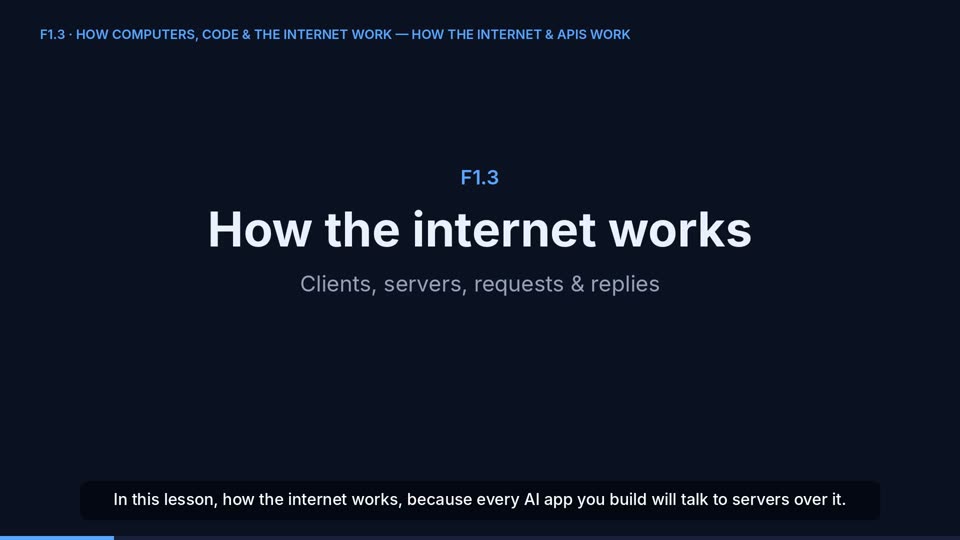 F1.3 · HOW COMPUTERS, CODE & THE INTERNET WORK — HOW THE INTERNET & APIS WORK
F1.3
How the internet works
Clients, servers, requests & replies
In this lesson, how the internet works, because every AI app you build will talk to servers over it.